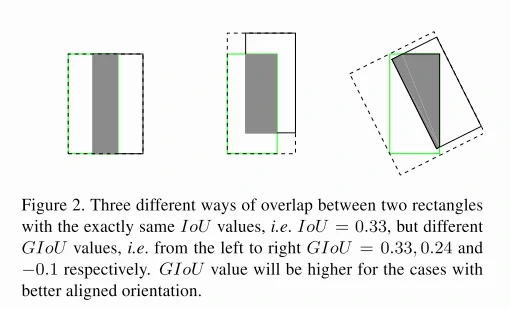 Figure 2. Three different ways of overlap between two rectangles
with the exactly same IoU values, i.e. IoU = 0.33, but different
GIoU values, i.e. from the left to right GIoU = 0.33, 0.24 and
−0.1 respectively. GIoU value will be higher for the cases with
better aligned orientation.